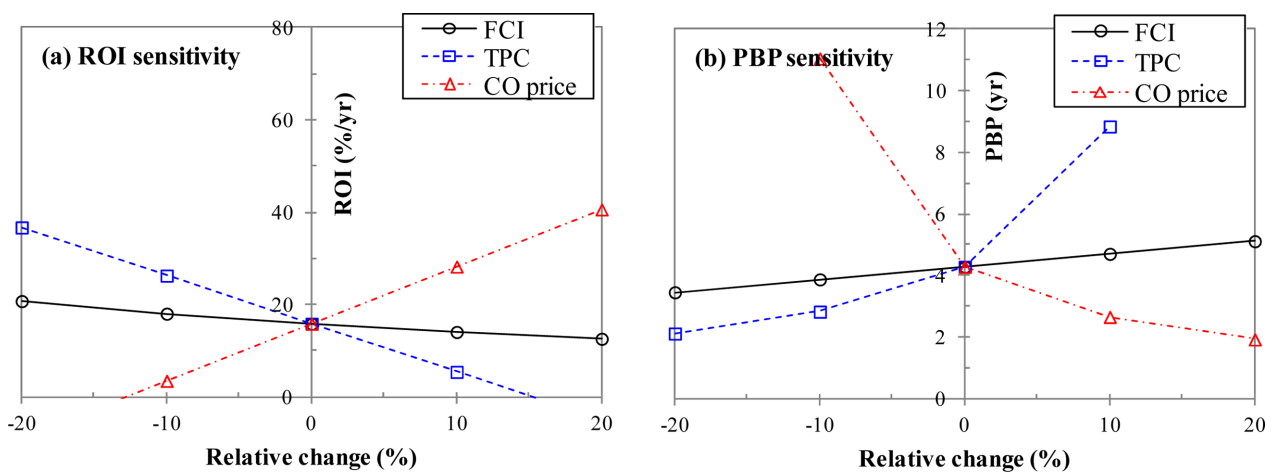 (a) ROI sensitivity
FCI
TPC
CO price
ROI (%/yr)
80
60
40
20
0
-20
-10
0
10
20
Relative change (%)
(b) PBP sensitivity
FCI
TPC
CO price
PBP (yr)
12
10
8
6
4
2
0
-20
-10
0
10
20
Relative change (%)